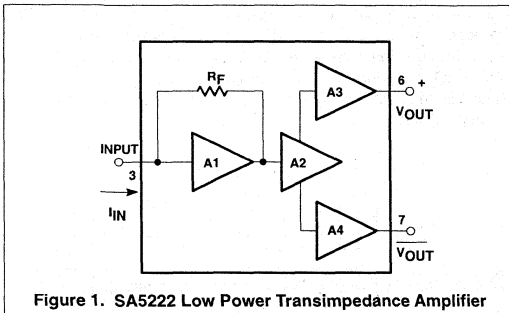 RF
A3
6 +
VOUT
INPUT
3
A1
A2
IIN
A4
7
VOUT
Figure 1. SA5222 Low Power Transimpedance Amplifier